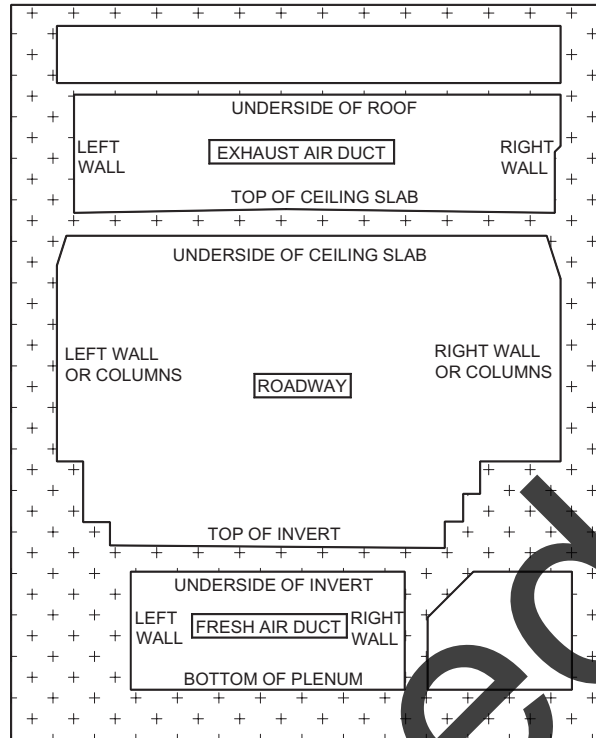 UNDERSIDE OF ROOF
LEFT
WALL
EXHAUST AIR DUCT
RIGHT
WALL
TOP OF CEILING SLAB
UNDERSIDE OF CEILING SLAB
LEFT WALL
OR COLUMNS
ROADWAY
RIGHT WALL
OR COLUMNS
TOP OF INVERT
UNDERSIDE OF INVERT
LEFT
WALL
FRESH AIR DUCT
RIGHT
WALL
BOTTOM OF PLENUM
ed